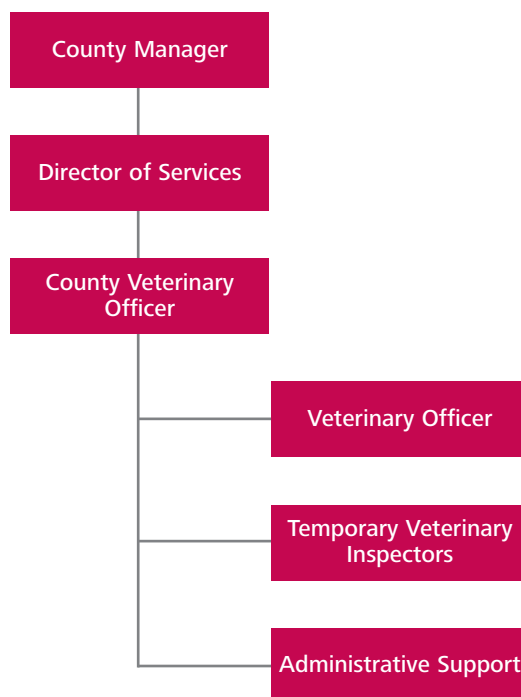 County Manager
Director of Services
County Veterinary
Officer
Veterinary Officer
Temporary Veterinary
Inspectors
Administrative Support